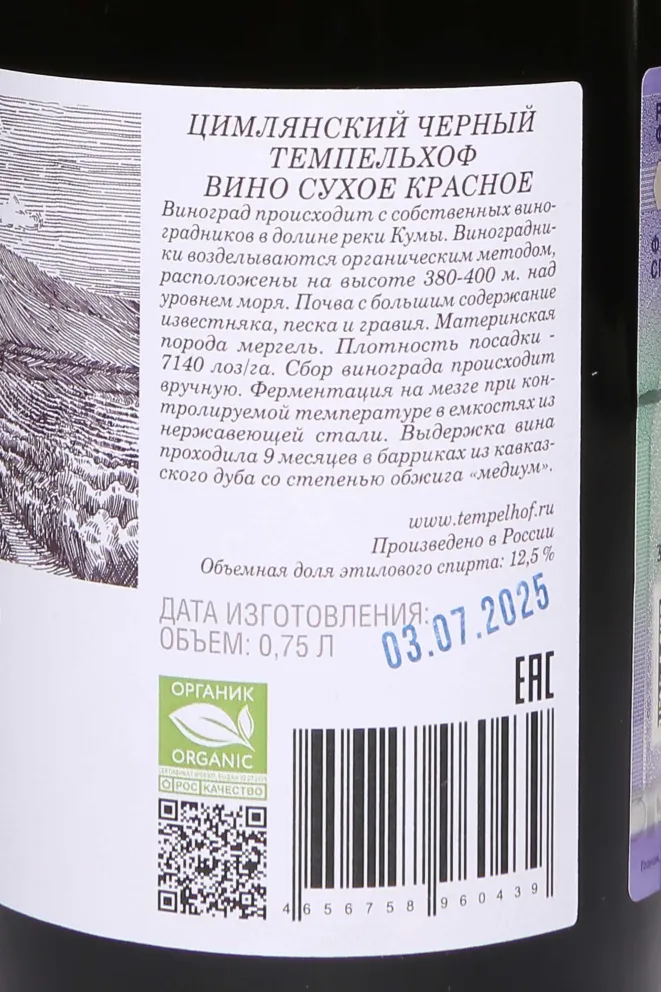 ЦИМЛЯНСКИЙ ЧЕРНЫЙ
ТЕМПЕЛЬХОФ
ВИНО СУХОЕ КРАСНОЕ
Виноград происходит с собственных вино-
градников в долине реки Кумы. Виноградни-
ки возделываются органическим методом,
расположены на высоте 380-400 м. над
уровнем моря. Почва с большим содержание
известняка, песка и гравия. Материнская
порода мергель. Плотность посадки -
7140 лоз/га. Сбор винограда происходит
вручную. Ферментация на мезге при кон-
тролируемой температуре в емкостях из
нержавеющей стали. Выдержка вина
проходила 9 месяцев в барриках из кавказ-
ского дуба со степенью обжига «медиум».
www.tempelhof.ru
Произведено в России
Объемная доля этилового спирта: 12,5 %
ДАТА ИЗГОТОВЛЕНИЯ:
03.07.2025
ОБЪЕМ: 0,75 Л
EAC
ОРГАНИК
ORGANIC
РОС КАЧЕСТВО
4 656758 960439